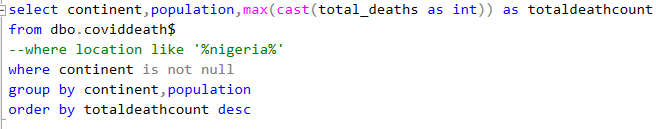 select continent,population,max(cast(total_deaths as int)) as totaldeathcount
from dbo.coviddeath$
--where location like '%nigeria%'
where continent is not null
group by continent,population
order by totaldeathcount desc